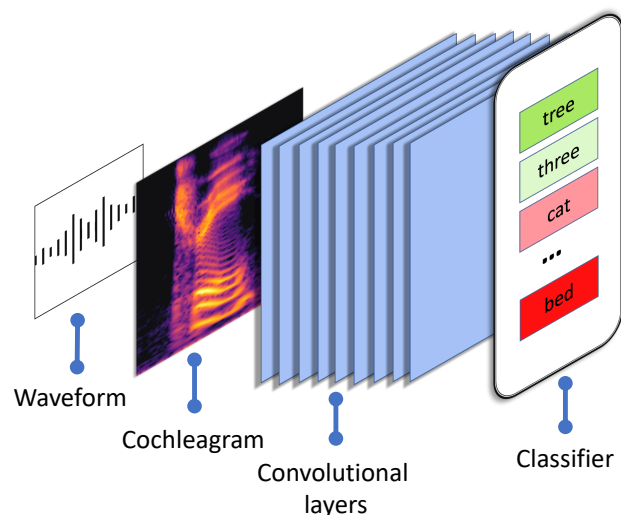 tree
three
cat
...
bed
Waveform
Cochleagram
Convolutional
layers
Classifier